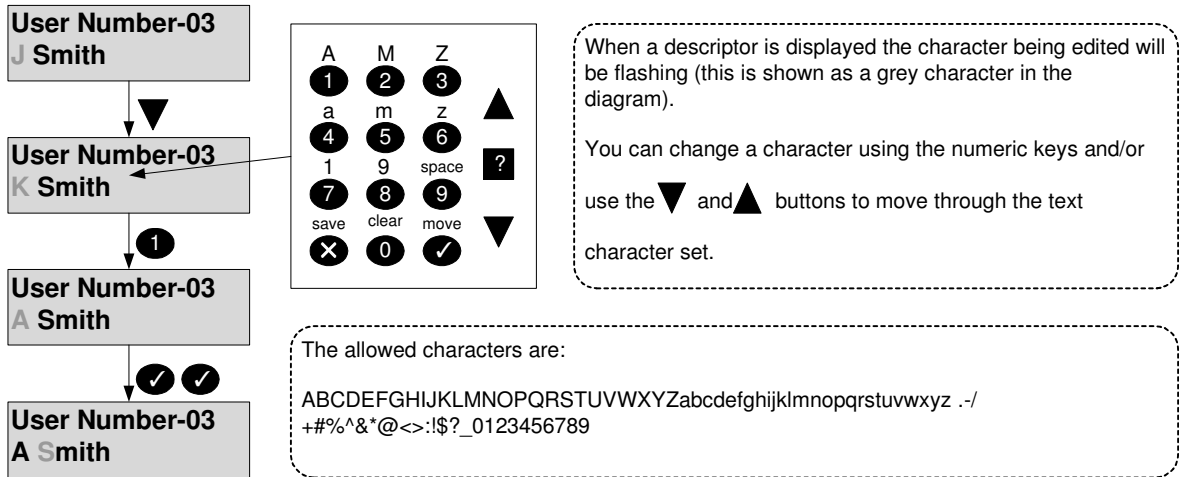 User Number-03
J Smith
User Number-03
K Smith
1
User Number-03
A Smith
✓ ✓
User Number-03
A Smith
A M Z
1 2 3
a m z
4 5 6
?
1 9 space
7 8 9
save clear move
✕ 0 ✓
When a descriptor is displayed the character being edited will
be flashing (this is shown as a grey character in the
diagram).
You can change a character using the numeric keys and/or
use the ▼ and ▲ buttons to move through the text
character set.
The allowed characters are:
ABCDEFGHIJKLMNOPQRSTUVWXYZabcdefghijklmnopqrstuvwxyz .-/
+#%^&*@<>:!$?_0123456789